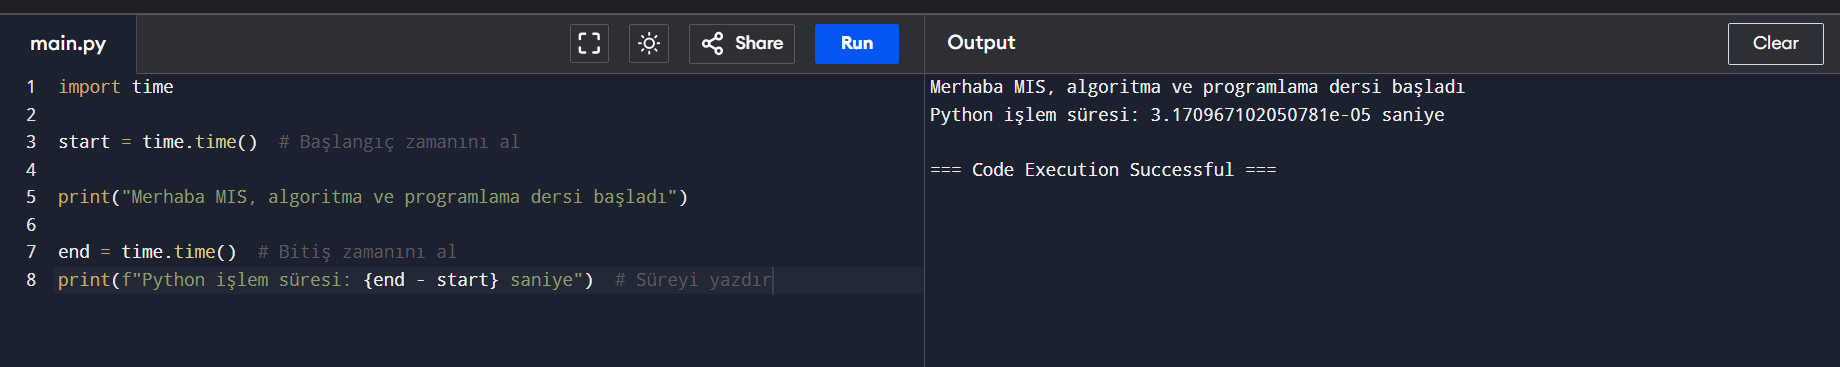 main.py
Share
Run
Output
Clear
1 import time
2
3 start = time.time()  # Başlangıç zamanını al
4
5 print("Merhaba MIS, algoritma ve programlama dersi başladı")
6
7 end = time.time()  # Bitiş zamanını al
8 print(f"Python işlem süresi: {end - start} saniye")  # Süreyi yazdır
Merhaba MIS, algoritma ve programlama dersi başladı
Python işlem süresi: 3.170967102050781e-05 saniye
=== Code Execution Successful ===